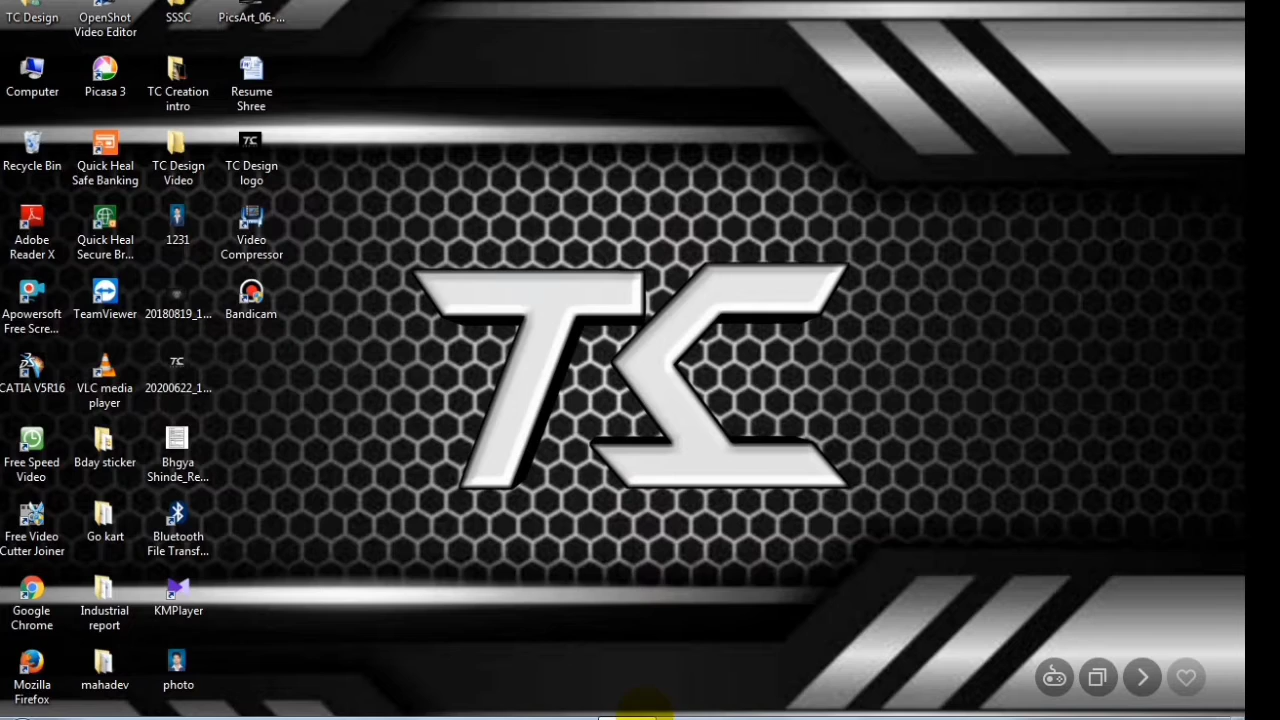 TC Design
OpenShot
Video Editor
SSSC
PicsArt_06-...
Computer
Picasa 3
TC Creation
intro
Resume
Shree
Recycle Bin
Quick Heal
Safe Banking
TC Design
Video
TC
TC Design
logo
Adobe
Reader X
Quick Heal
Secure Br...
1231
Video
Compressor
Apowersoft
Free Scre...
TeamViewer
20180819_1...
Bandicam
CATIA V5R16
VLC media
player
TC
20200622_1...
Free Speed
Video
Bday sticker
Bhgya
Shinde_Re...
Free Video
Cutter Joiner
Go kart
Bluetooth
File Transf...
Google
Chrome
Industrial
report
KMPlayer
Mozilla
Firefox
mahadev
photo
TC